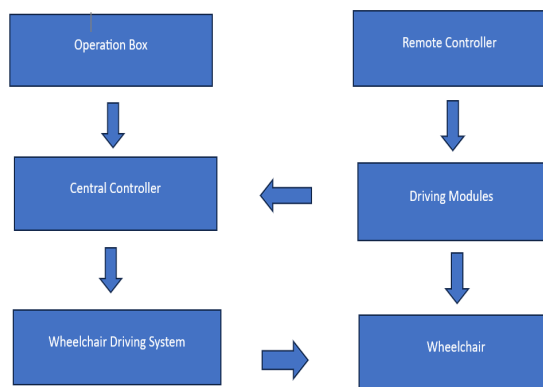 Operation Box
Remote Controller
Central Controller
Driving Modules
Wheelchair Driving System
Wheelchair